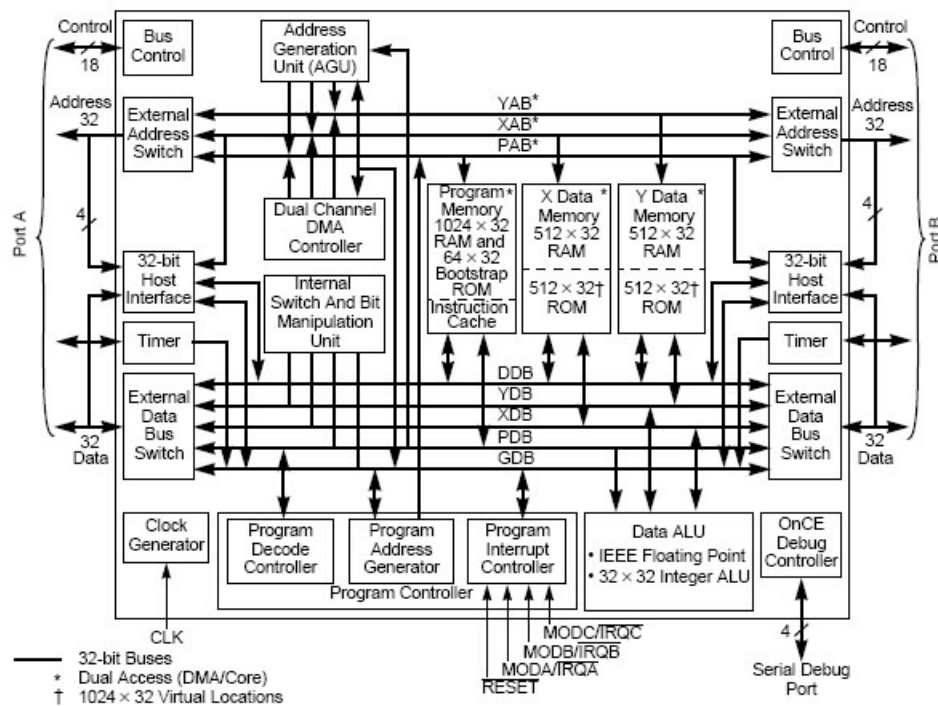 Control
18
Address
32
4
Port A
32
Data
Bus
Control
External
Address
Switch
32-bit
Host
Interface
Timer
External
Data
Bus
Switch
Clock
Generator
CLK
Address
Generation
Unit (AGU)
YAB*
XAB*
PAB*
Dual Channel
DMA
Controller
Internal
Switch And Bit
Manipulation
Unit
Program*
Memory
1024 × 32
RAM and
64 × 32
Bootstrap
ROM
Instruction
Cache
X Data *
Memory
512 × 32
RAM
512 × 32†
ROM
Y Data *
Memory
512 × 32
RAM
512 × 32†
ROM
DDB
YDB
XDB
PDB
GDB
Program
Decode
Controller
Program
Address
Generator
Program
Interrupt
Controller
Program Controller
Data ALU
• IEEE Floating Point
• 32 × 32 Integer ALU
OnCE
Debug
Controller
Bus
Control
External
Address
Switch
32-bit
Host
Interface
Timer
External
Data
Bus
Switch
Control
18
Address
32
4
Port B
32
Data
MODC/IRQC
MODB/IRQB
MODA/IRQA
RESET
4
Serial Debug
Port
32-bit Buses
* Dual Access (DMA/Core)
† 1024 × 32 Virtual Locations